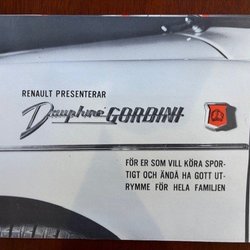 RENAULT PRESENTERAR
Dauphine GORDINI
FÖR ER SOM VILL KÖRA SPOR-
TIGT OCH ÄNDÅ HA GOTT UT-
RYMME FÖR HELA FAMILJEN